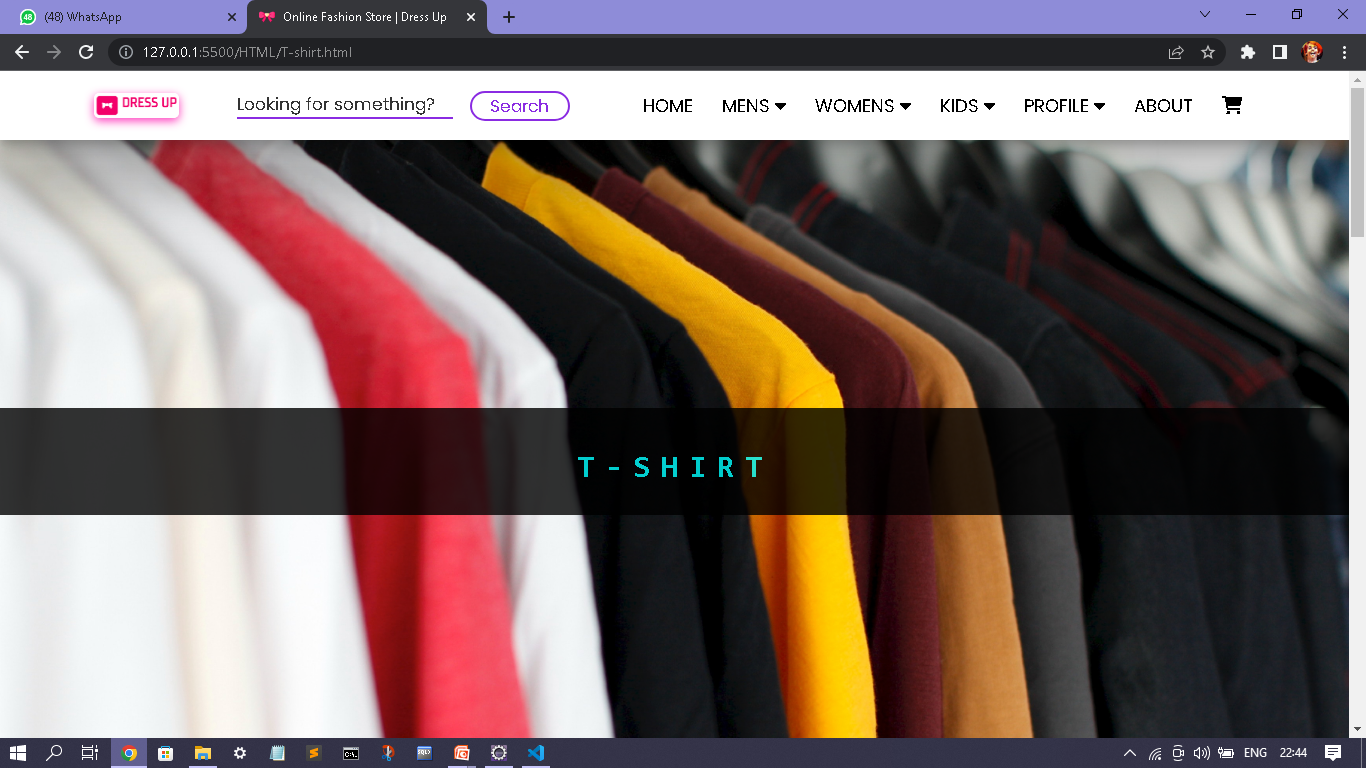 48 (48) WhatsApp
Online Fashion Store | Dress Up
127.0.0.1:5500/HTML/T-shirt.html
DRESS UP
Looking for something?
Search
HOME MENS WOMENS KIDS PROFILE ABOUT
T-SHIRT
ENG 22:44